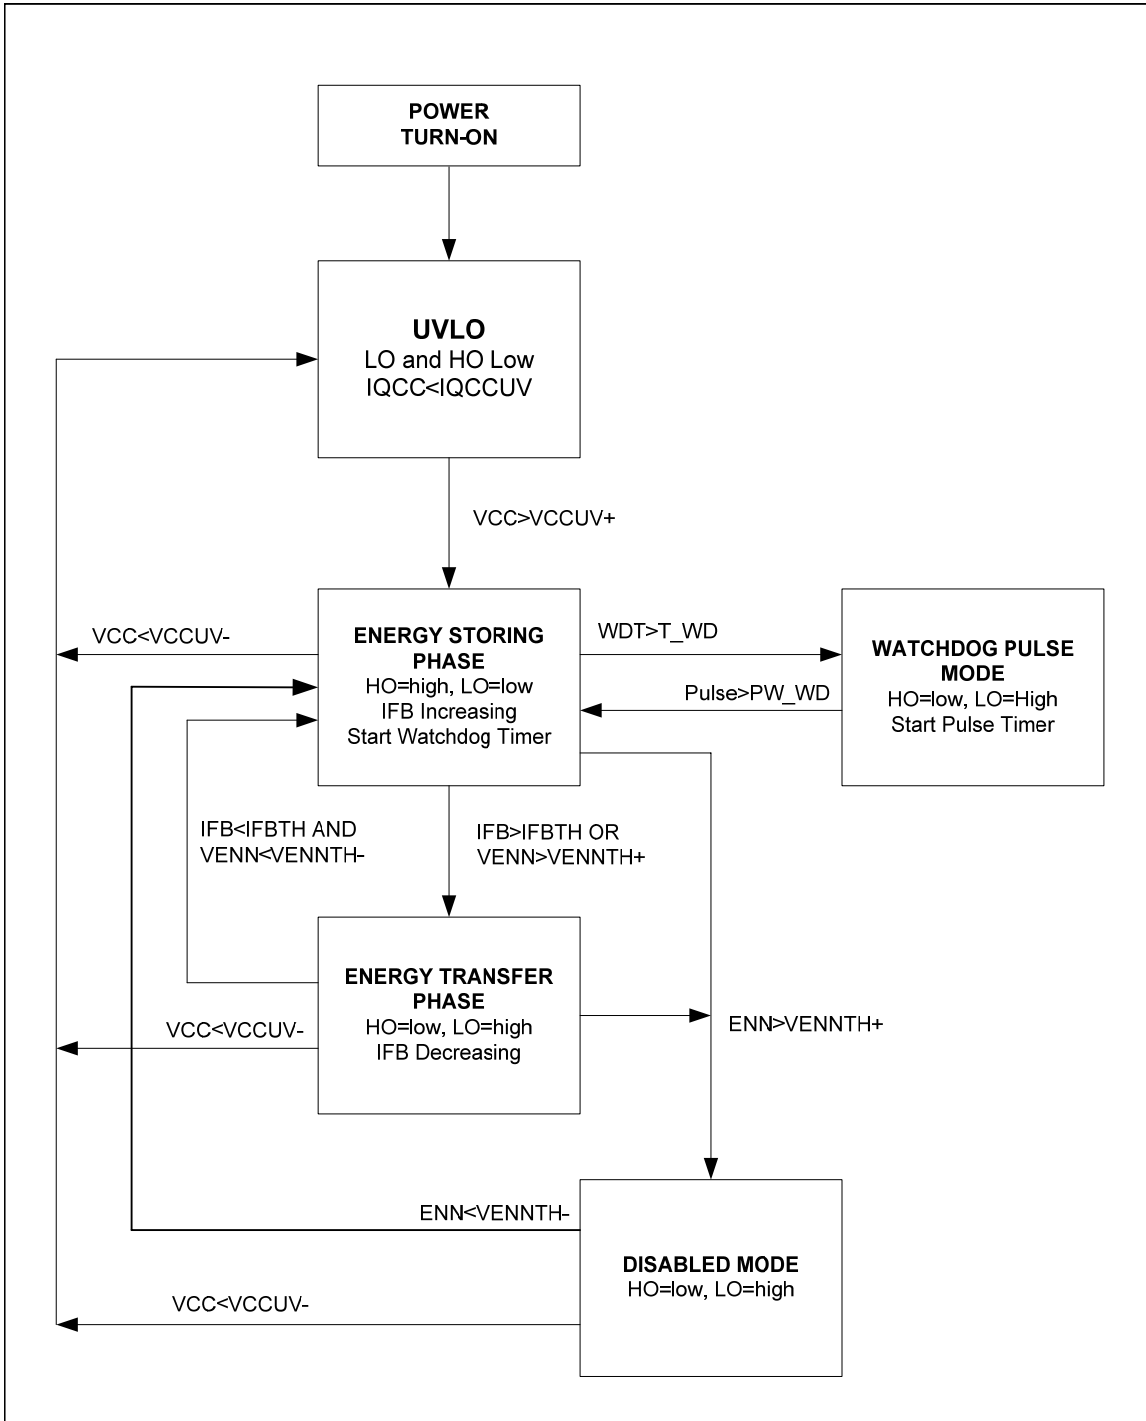 POWER
TURN-ON
UVLO
LO and HO Low
IQCC<IQCCUV
VCC>VCCUV+
VCC<VCCUV-
ENERGY STORING
PHASE
HO=high, LO=low
IFB Increasing
Start Watchdog Timer
WDT>T_WD
Pulse>PW_WD
WATCHDOG PULSE
MODE
HO=low, LO=High
Start Pulse Timer
IFB<IFBTH AND
VENN<VENNTH-
IFB>IFBTH OR
VENN>VENNTH+
ENERGY TRANSFER
PHASE
HO=low, LO=high
IFB Decreasing
VCC<VCCUV-
ENN>VENNTH+
ENN<VENNTH-
DISABLED MODE
HO=low, LO=high
VCC<VCCUV-